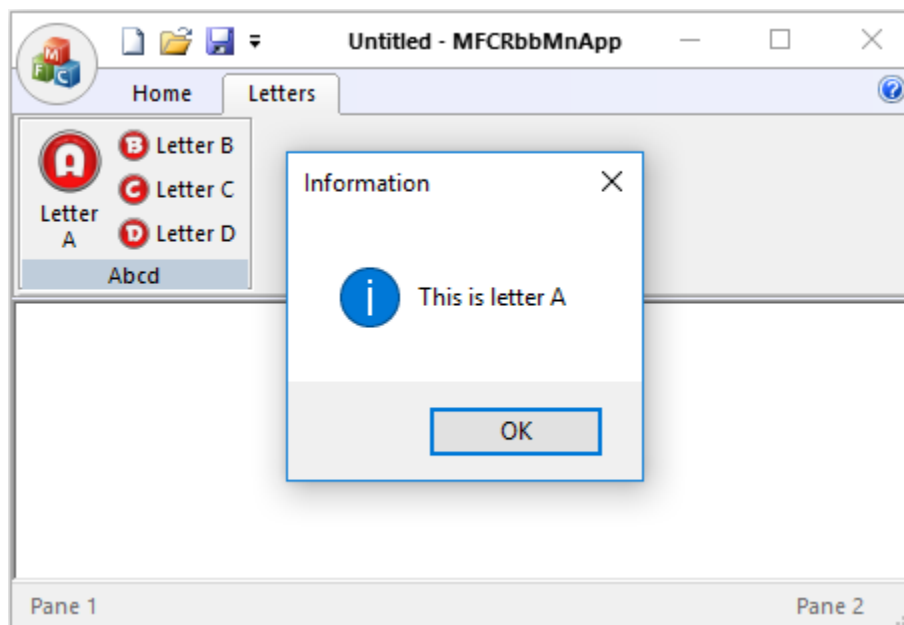 Untitled - MFCRbbMnApp
M
F C
Home Letters
?
A
Letter
A
B Letter B
C Letter C
D Letter D
Abcd
Information
i
This is letter A
OK
Pane 1 Pane 2